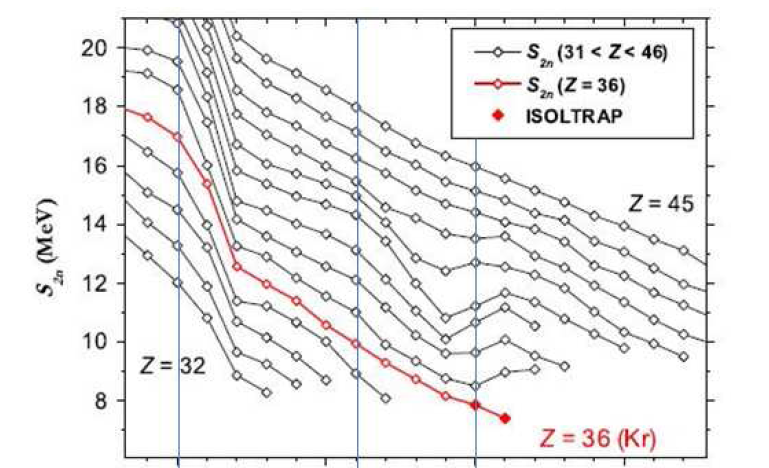 20
18
16
14
12
10
8
S2n (MeV)
S2n (31 < Z < 46)
S2n (Z = 36)
ISOLTRAP
Z = 45
Z = 32
Z = 36 (Kr)